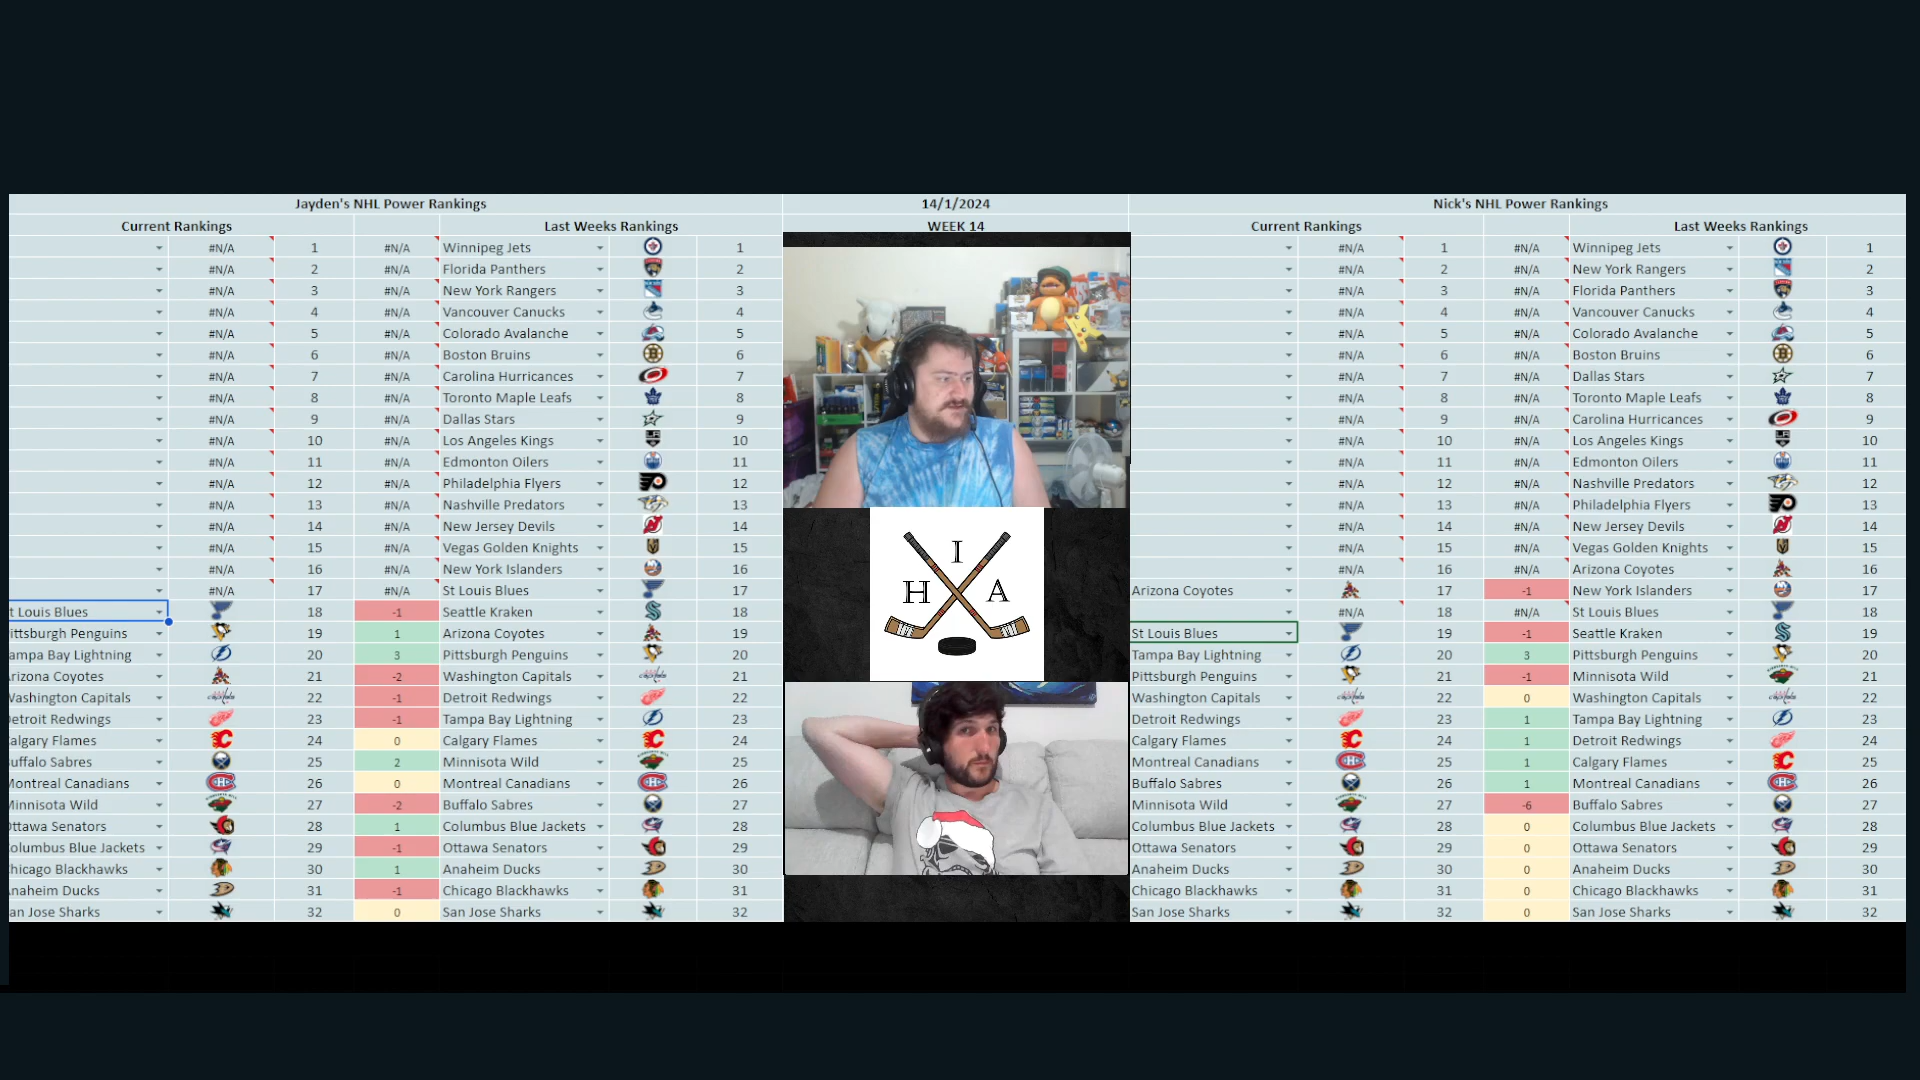 Jayden's NHL Power Rankings 14/1/2024 Nick's NHL Power Rankings
Current Rankings Last Weeks Rankings WEEK 14 Current Rankings Last Weeks Rankings
#N/A 1 #N/A Winnipeg Jets 1 #N/A 1 #N/A Winnipeg Jets 1
#N/A 2 #N/A Florida Panthers 2 #N/A 2 #N/A New York Rangers 2
#N/A 3 #N/A New York Rangers 3 #N/A 3 #N/A Florida Panthers 3
#N/A 4 #N/A Vancouver Canucks 4 #N/A 4 #N/A Vancouver Canucks 4
#N/A 5 #N/A Colorado Avalanche 5 #N/A 5 #N/A Colorado Avalanche 5
#N/A 6 #N/A Boston Bruins 6 #N/A 6 #N/A Boston Bruins 6
#N/A 7 #N/A Carolina Hurricances 7 #N/A 7 #N/A Dallas Stars 7
#N/A 8 #N/A Toronto Maple Leafs 8 #N/A 8 #N/A Toronto Maple Leafs 8
#N/A 9 #N/A Dallas Stars 9 #N/A 9 #N/A Carolina Hurricances 9
#N/A 10 #N/A Los Angeles Kings 10 #N/A 10 #N/A Los Angeles Kings 10
#N/A 11 #N/A Edmonton Oilers 11 #N/A 11 #N/A Edmonton Oilers 11
#N/A 12 #N/A Philadelphia Flyers 12 #N/A 12 #N/A Nashville Predators 12
#N/A 13 #N/A Nashville Predators 13 #N/A 13 #N/A Philadelphia Flyers 13
#N/A 14 #N/A New Jersey Devils 14 #N/A 14 #N/A New Jersey Devils 14
#N/A 15 #N/A Vegas Golden Knights 15 #N/A 15 #N/A Vegas Golden Knights 15
#N/A 16 #N/A New York Islanders 16 #N/A 16 #N/A Arizona Coyotes 16
#N/A 17 #N/A St Louis Blues 17 Arizona Coyotes 17 -1 New York Islanders 17
t Louis Blues 18 -1 Seattle Kraken 18 #N/A 18 #N/A St Louis Blues 18
ittsburgh Penguins 19 1 Arizona Coyotes 19 St Louis Blues 19 -1 Seattle Kraken 19
ampa Bay Lightning 20 3 Pittsburgh Penguins 20 Tampa Bay Lightning 20 3 Pittsburgh Penguins 20
rizona Coyotes 21 -2 Washington Capitals 21 Pittsburgh Penguins 21 -1 Minnisota Wild 21
Washington Capitals 22 -1 Detroit Redwings 22 Washington Capitals 22 0 Washington Capitals 22
Detroit Redwings 23 -1 Tampa Bay Lightning 23 Detroit Redwings 23 1 Tampa Bay Lightning 23
algary Flames 24 0 Calgary Flames 24 Calgary Flames 24 1 Detroit Redwings 24
uffalo Sabres 25 2 Minnisota Wild 25 Montreal Canadians 25 1 Calgary Flames 25
Montreal Canadians 26 0 Montreal Canadians 26 Buffalo Sabres 26 1 Montreal Canadians 26
Minnisota Wild 27 -2 Buffalo Sabres 27 Minnisota Wild 27 -6 Buffalo Sabres 27
Ottawa Senators 28 1 Columbus Blue Jackets 28 Columbus Blue Jackets 28 0 Columbus Blue Jackets 28
olumbus Blue Jackets 29 -1 Ottawa Senators 29 Ottawa Senators 29 0 Ottawa Senators 29
hicago Blackhawks 30 1 Anaheim Ducks 30 Anaheim Ducks 30 0 Anaheim Ducks 30
naheim Ducks 31 -1 Chicago Blackhawks 31 Chicago Blackhawks 31 0 Chicago Blackhawks 31
an Jose Sharks 32 0 San Jose Sharks 32 San Jose Sharks 32 0 San Jose Sharks 32
I
H A